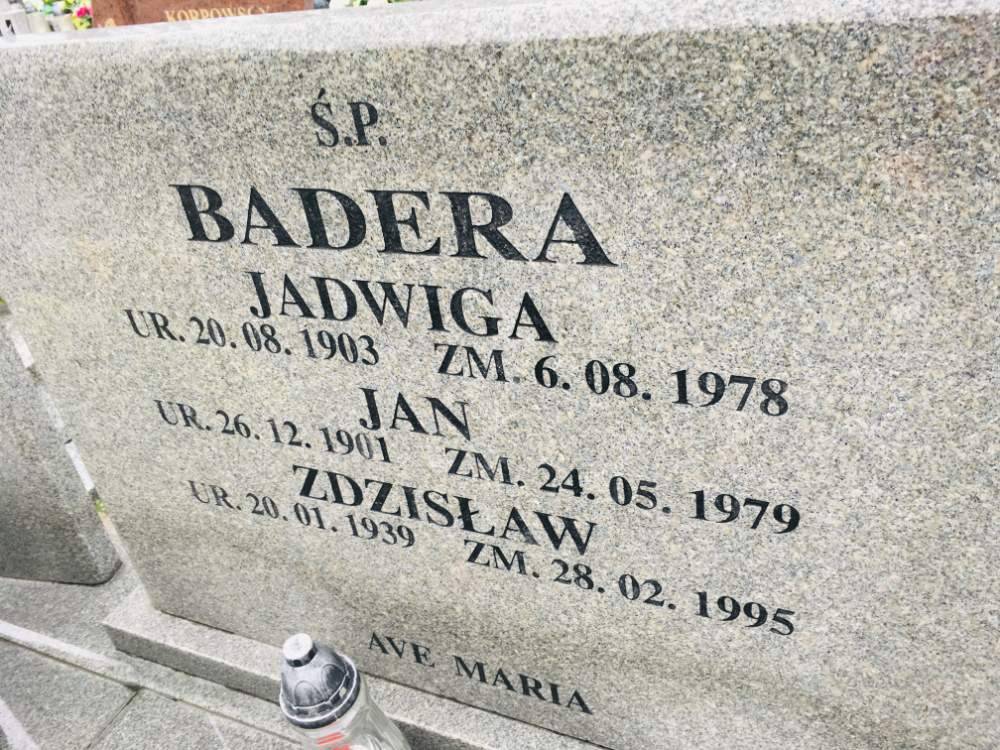 KORPOWSCY
Ś.P.
BADERA
JADWIGA
UR. 20. 08. 1903 ZM. 6. 08. 1978
JAN
UR. 26. 12. 1901 ZM. 24. 05. 1979
ZDZISŁAW
UR. 20. 01. 1939 ZM. 28. 02. 1995
AVE MARIA